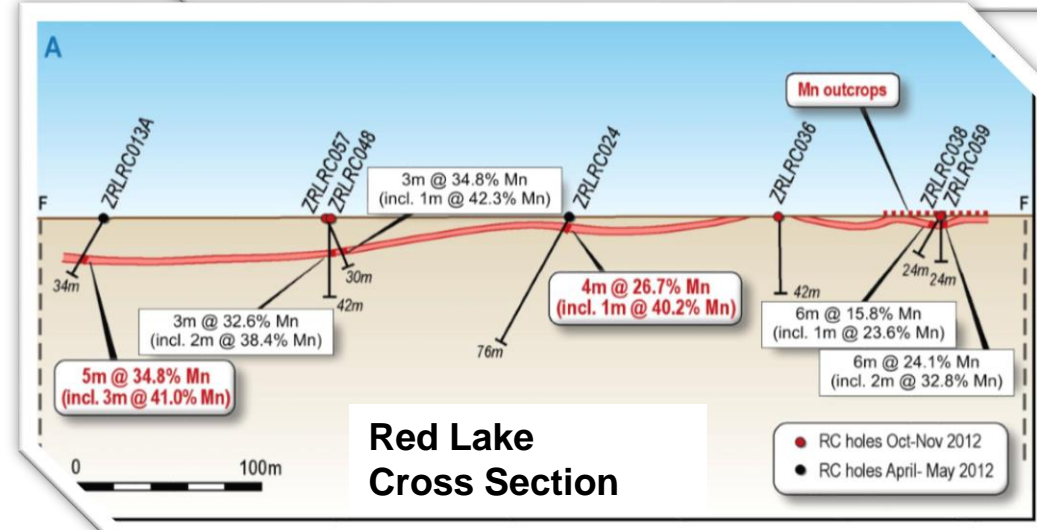 A
Mn outcrops
ZRLRC013A
ZRLRC057
ZRLRC048
ZRLRC024
ZRLRC036
ZRLRC038
ZRLRC059
3m @ 34.8% Mn
(incl. 1m @ 42.3% Mn)
F
F
34m
30m
42m
4m @ 26.7% Mn
(incl. 1m @ 40.2% Mn)
24m
24m
42m
6m @ 15.8% Mn
(incl. 1m @ 23.6% Mn)
3m @ 32.6% Mn
(incl. 2m @ 38.4% Mn)
76m
6m @ 24.1% Mn
(incl. 2m @ 32.8% Mn)
5m @ 34.8% Mn
(incl. 3m @ 41.0% Mn)
Red Lake
Cross Section
RC holes Oct-Nov 2012
RC holes April- May 2012
0 100m